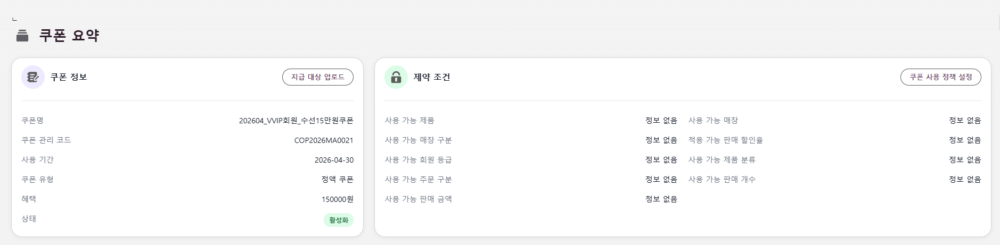 ㄴ
쿠폰 요약
쿠폰 정보
지급 대상 업로드
쿠폰명 202604_VVIP회원_수선15만원쿠폰
쿠폰 관리 코드 COP2026MA0021
사용 기간 2026-04-30
쿠폰 유형 정액 쿠폰
혜택 150000원
상태 활성화
제약 조건
쿠폰 사용 정책 설정
사용 가능 제품 정보 없음 사용 가능 매장 정보 없음
사용 가능 매장 구분 정보 없음 적용 가능 판매 할인율 정보 없음
사용 가능 회원 등급 정보 없음 사용 가능 제품 분류 정보 없음
사용 가능 주문 구분 정보 없음 사용 가능 판매 개수 정보 없음
사용 가능 판매 금액 정보 없음